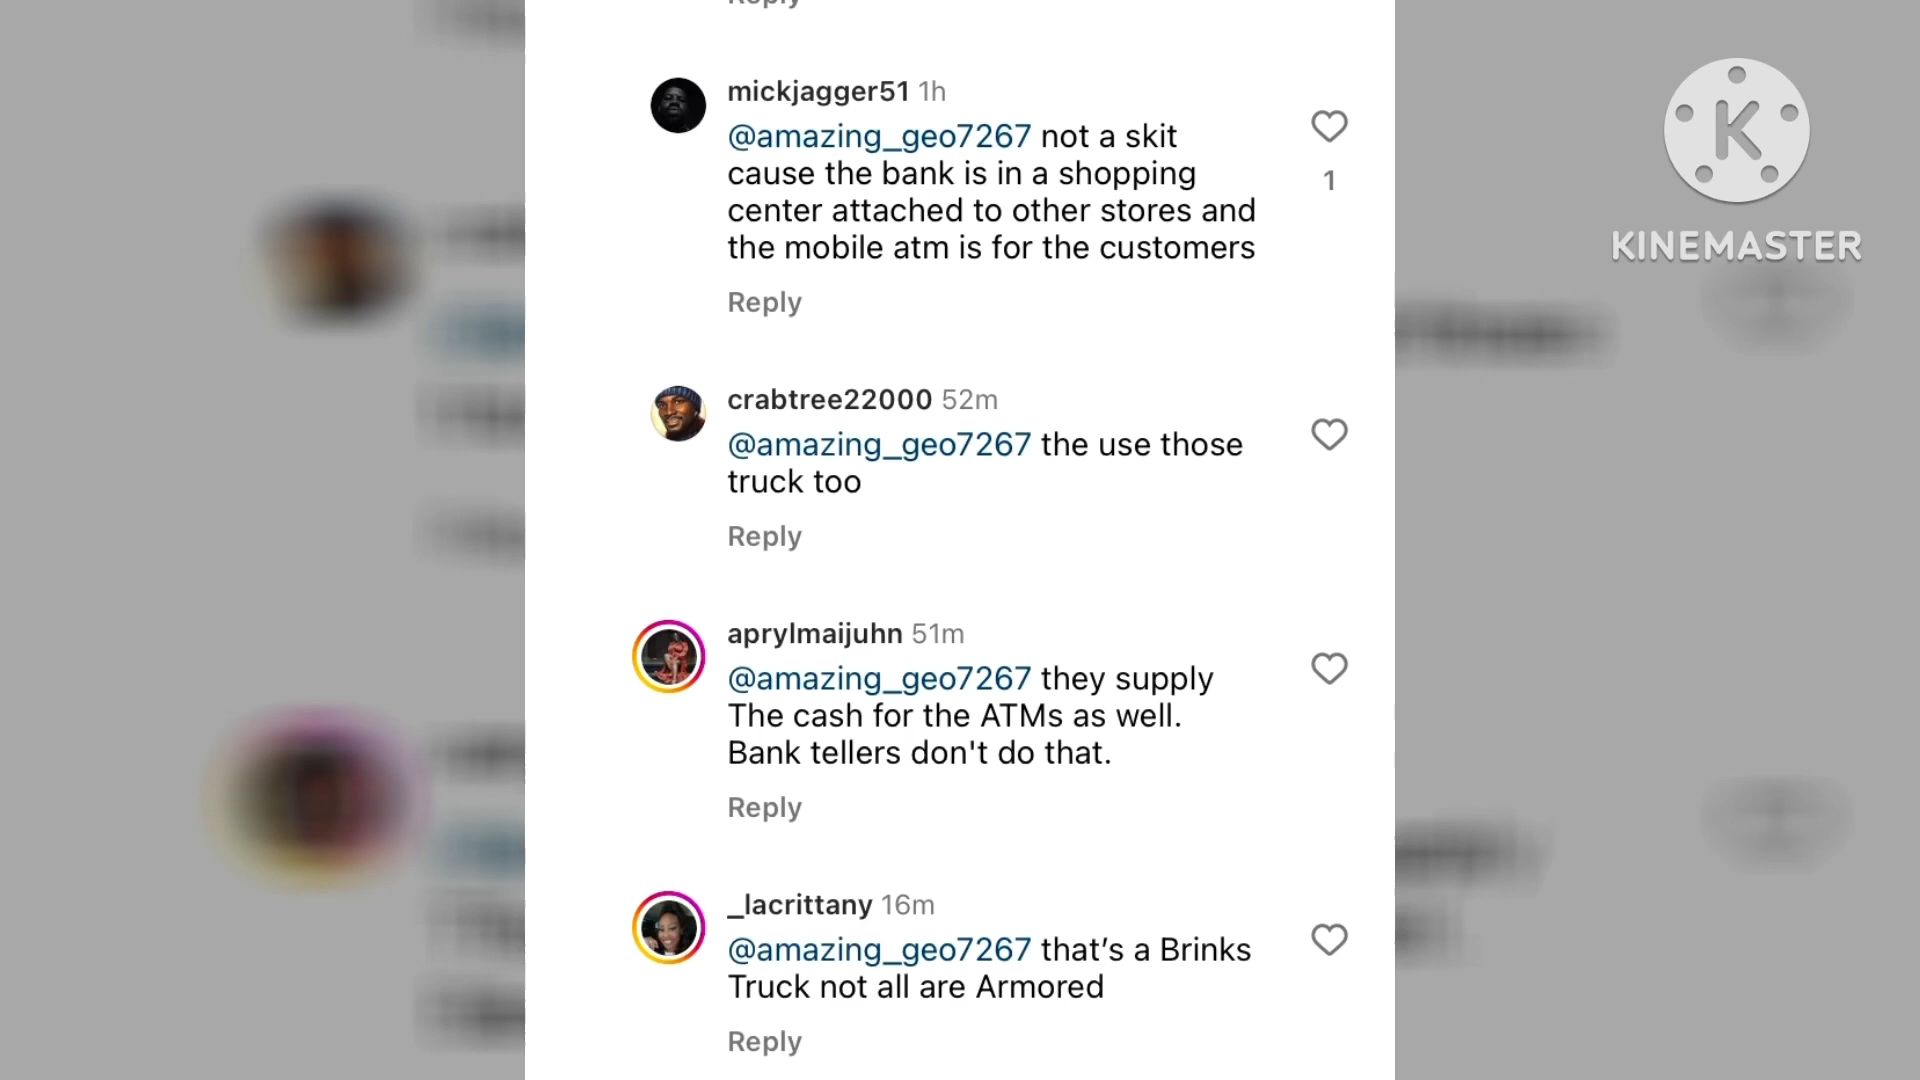 mickjagger51 1h
@amazing_geo7267 not a skit
cause the bank is in a shopping
center attached to other stores and
the mobile atm is for the customers
1
Reply
crabtree22000 52m
@amazing_geo7267 the use those
truck too
Reply
aprylmaijuhn 51m
@amazing_geo7267 they supply
The cash for the ATMs as well.
Bank tellers don't do that.
Reply
_lacrittany 16m
@amazing_geo7267 that’s a Brinks
Truck not all are Armored
Reply
K
KINEMASTER